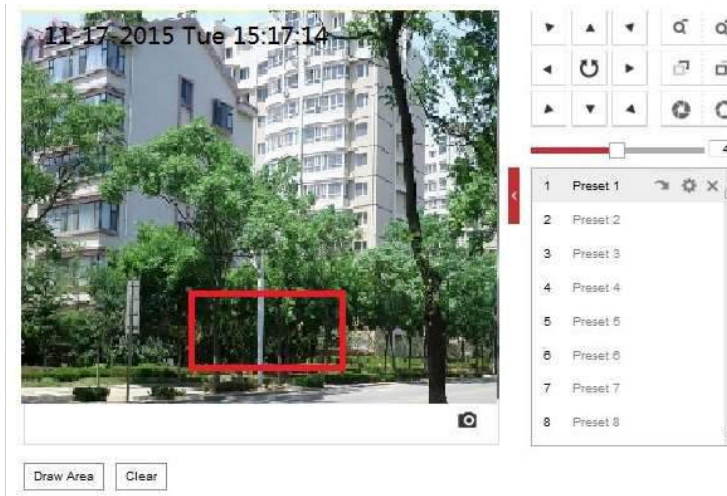 11-17-2015 Tue 15:17:14
4
1 Preset 1
2 Preset 2
3 Preset 3
4 Preset 4
5 Preset 5
6 Preset 6
7 Preset 7
8 Preset 8
Draw Area Clear